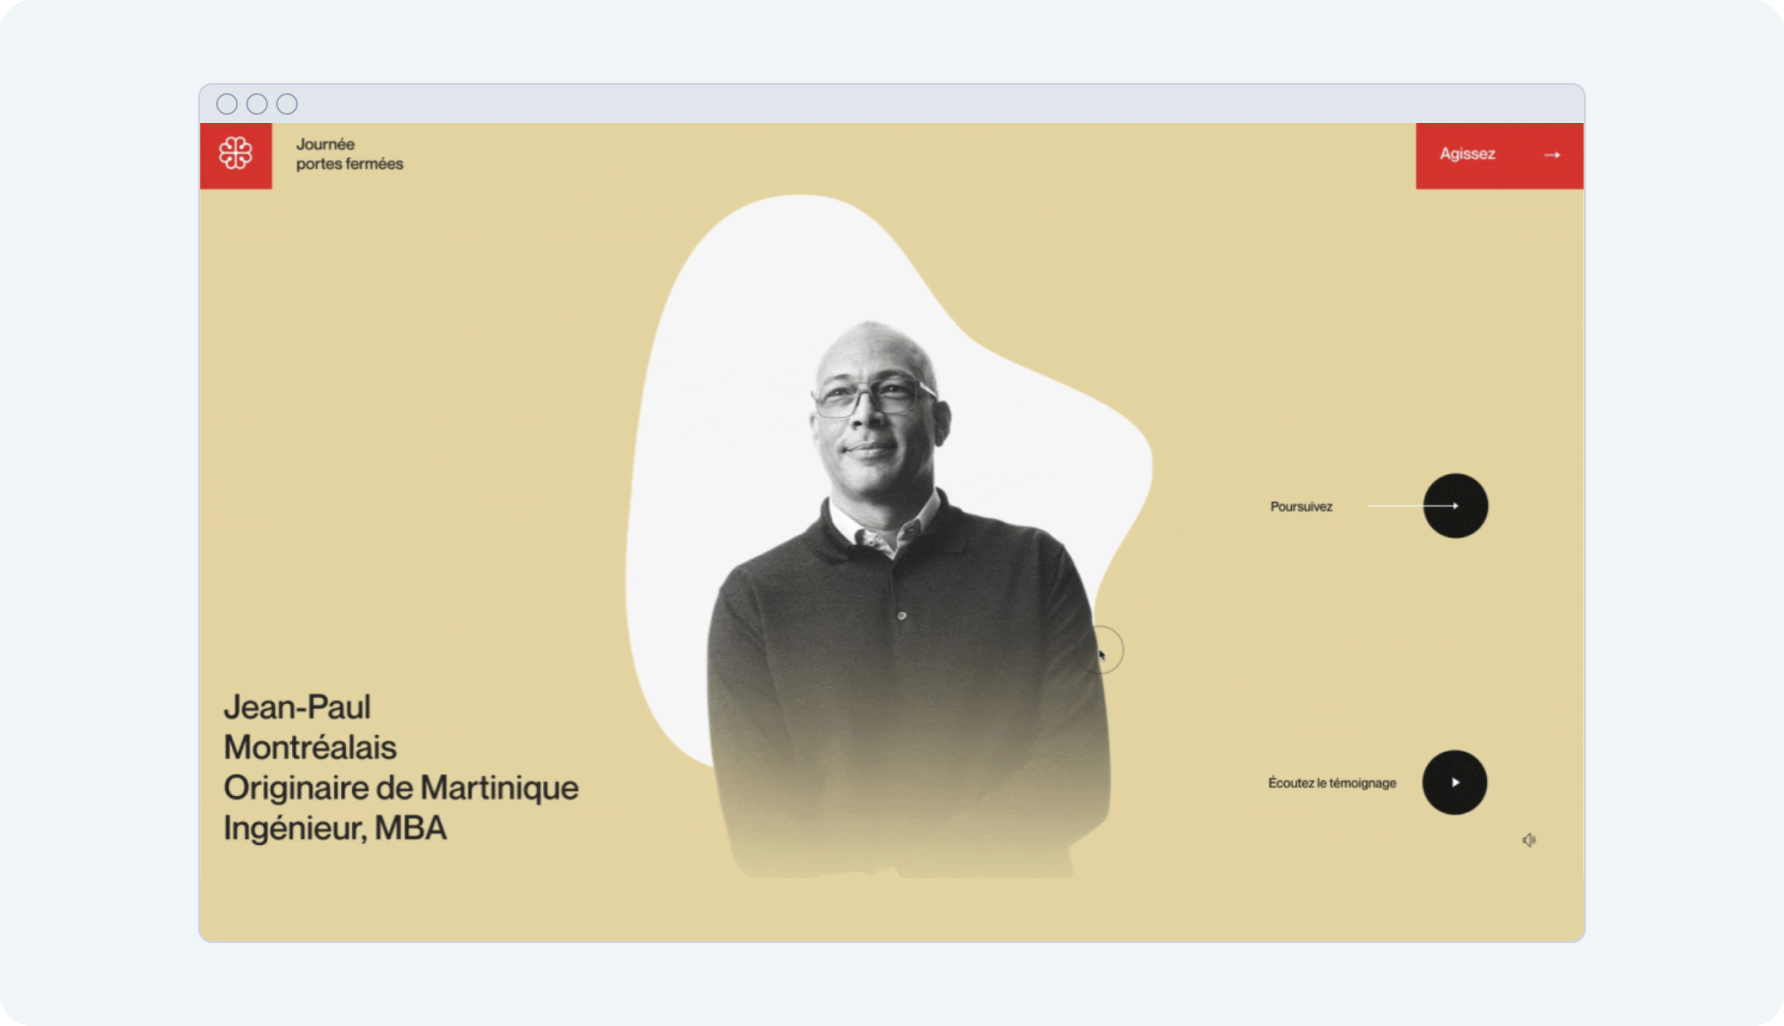 Journée
portes fermées
Agissez
Poursuivez
Jean-Paul
Montréalais
Originaire de Martinique
Ingénieur, MBA
Écoutez le témoignage